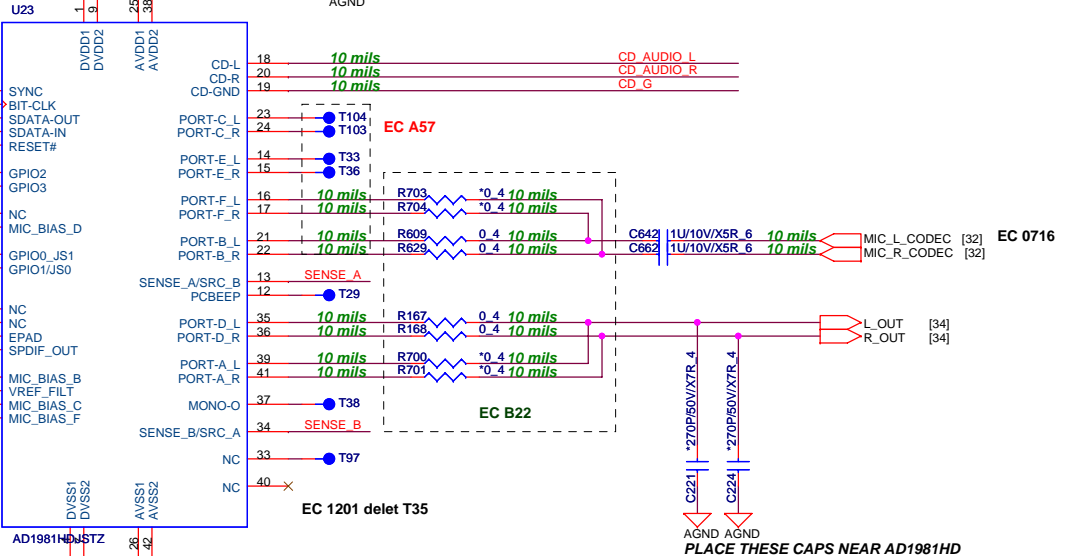 U23
1
9
25
38
AGND
DVDD1
DVDD2
AVDD1
AVDD2
CD-L 18 10 mils CD_AUDIO_L
CD-R 20 10 mils CD_AUDIO_R
CD-GND 19 10 mils CD_G
SYNC
BIT-CLK
SDATA-OUT
SDATA-IN
RESET#
GPIO2
GPIO3
NC
MIC_BIAS_D
GPIO0_JS1
GPIO1/JS0
NC
NC
EPAD
SPDIF_OUT
MIC_BIAS_B
VREF_FILT
MIC_BIAS_C
MIC_BIAS_F
PORT-C_L 23 T104
PORT-C_R 24 T103
EC A57
PORT-E_L 14 T33
PORT-E_R 15 T36
PORT-F_L 16 10 mils R703 *0_4 10 mils
PORT-F_R 17 10 mils R704 *0_4 10 mils
PORT-B_L 21 10 mils R609 0_4 10 mils C642 1U/10V/X5R_6 10 mils MIC_L_CODEC [32]
PORT-B_R 22 10 mils R629 0_4 10 mils C662 1U/10V/X5R_6 10 mils MIC_R_CODEC [32]
EC 0716
SENSE_A/SRC_B 13 SENSE_A
PCBEEP 12 T29
PORT-D_L 35 10 mils R167 0_4 10 mils L_OUT [34]
PORT-D_R 36 10 mils R168 0_4 10 mils R_OUT [34]
PORT-A_L 39 10 mils R700 *0_4 10 mils
PORT-A_R 41 10 mils R701 *0_4 10 mils
MONO-O 37 T38
EC B22
SENSE_B/SRC_A 34 SENSE_B
NC 33 T97
NC 40
*270P/50V/X7R_4
*270P/50V/X7R_4
C221
C224
DVSS1
DVSS2
AVSS1
AVSS2
EC 1201 delet T35
AD1981HDJSTZ
26
42
AGND AGND
PLACE THESE CAPS NEAR AD1981HD